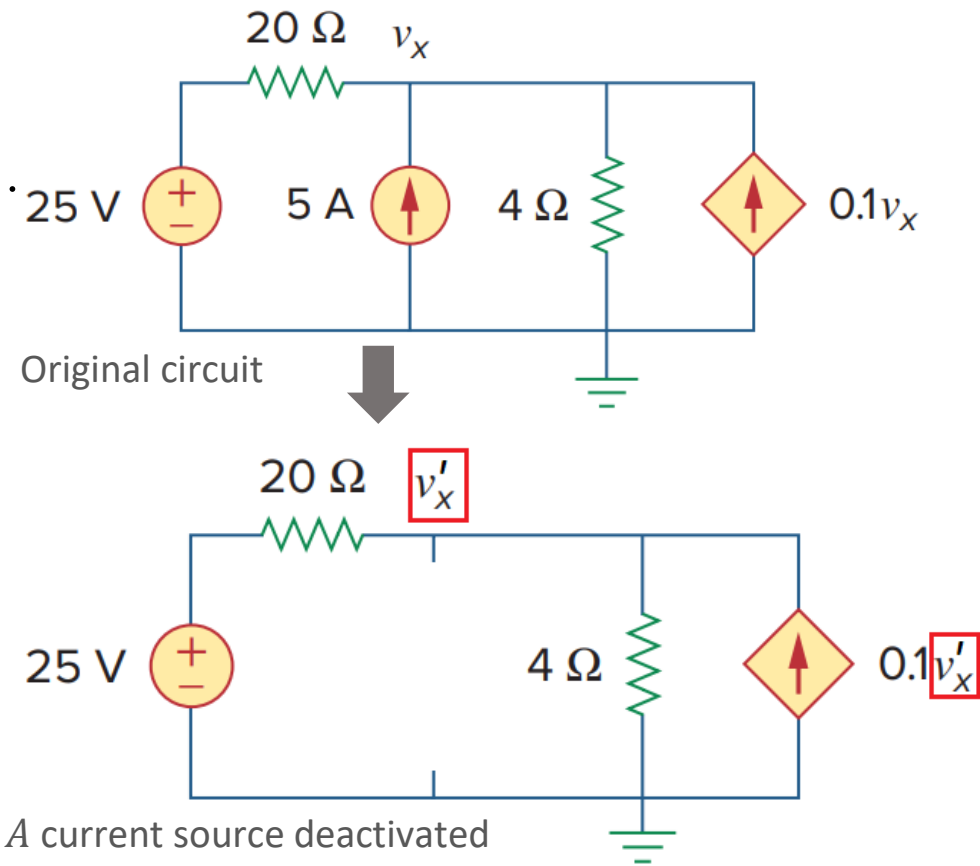 20 Ω v_x
25 V + − 5 A 4 Ω 0.1v_x
Original circuit
20 Ω v'_x
25 V + − 4 Ω 0.1v'_x
A current source deactivated